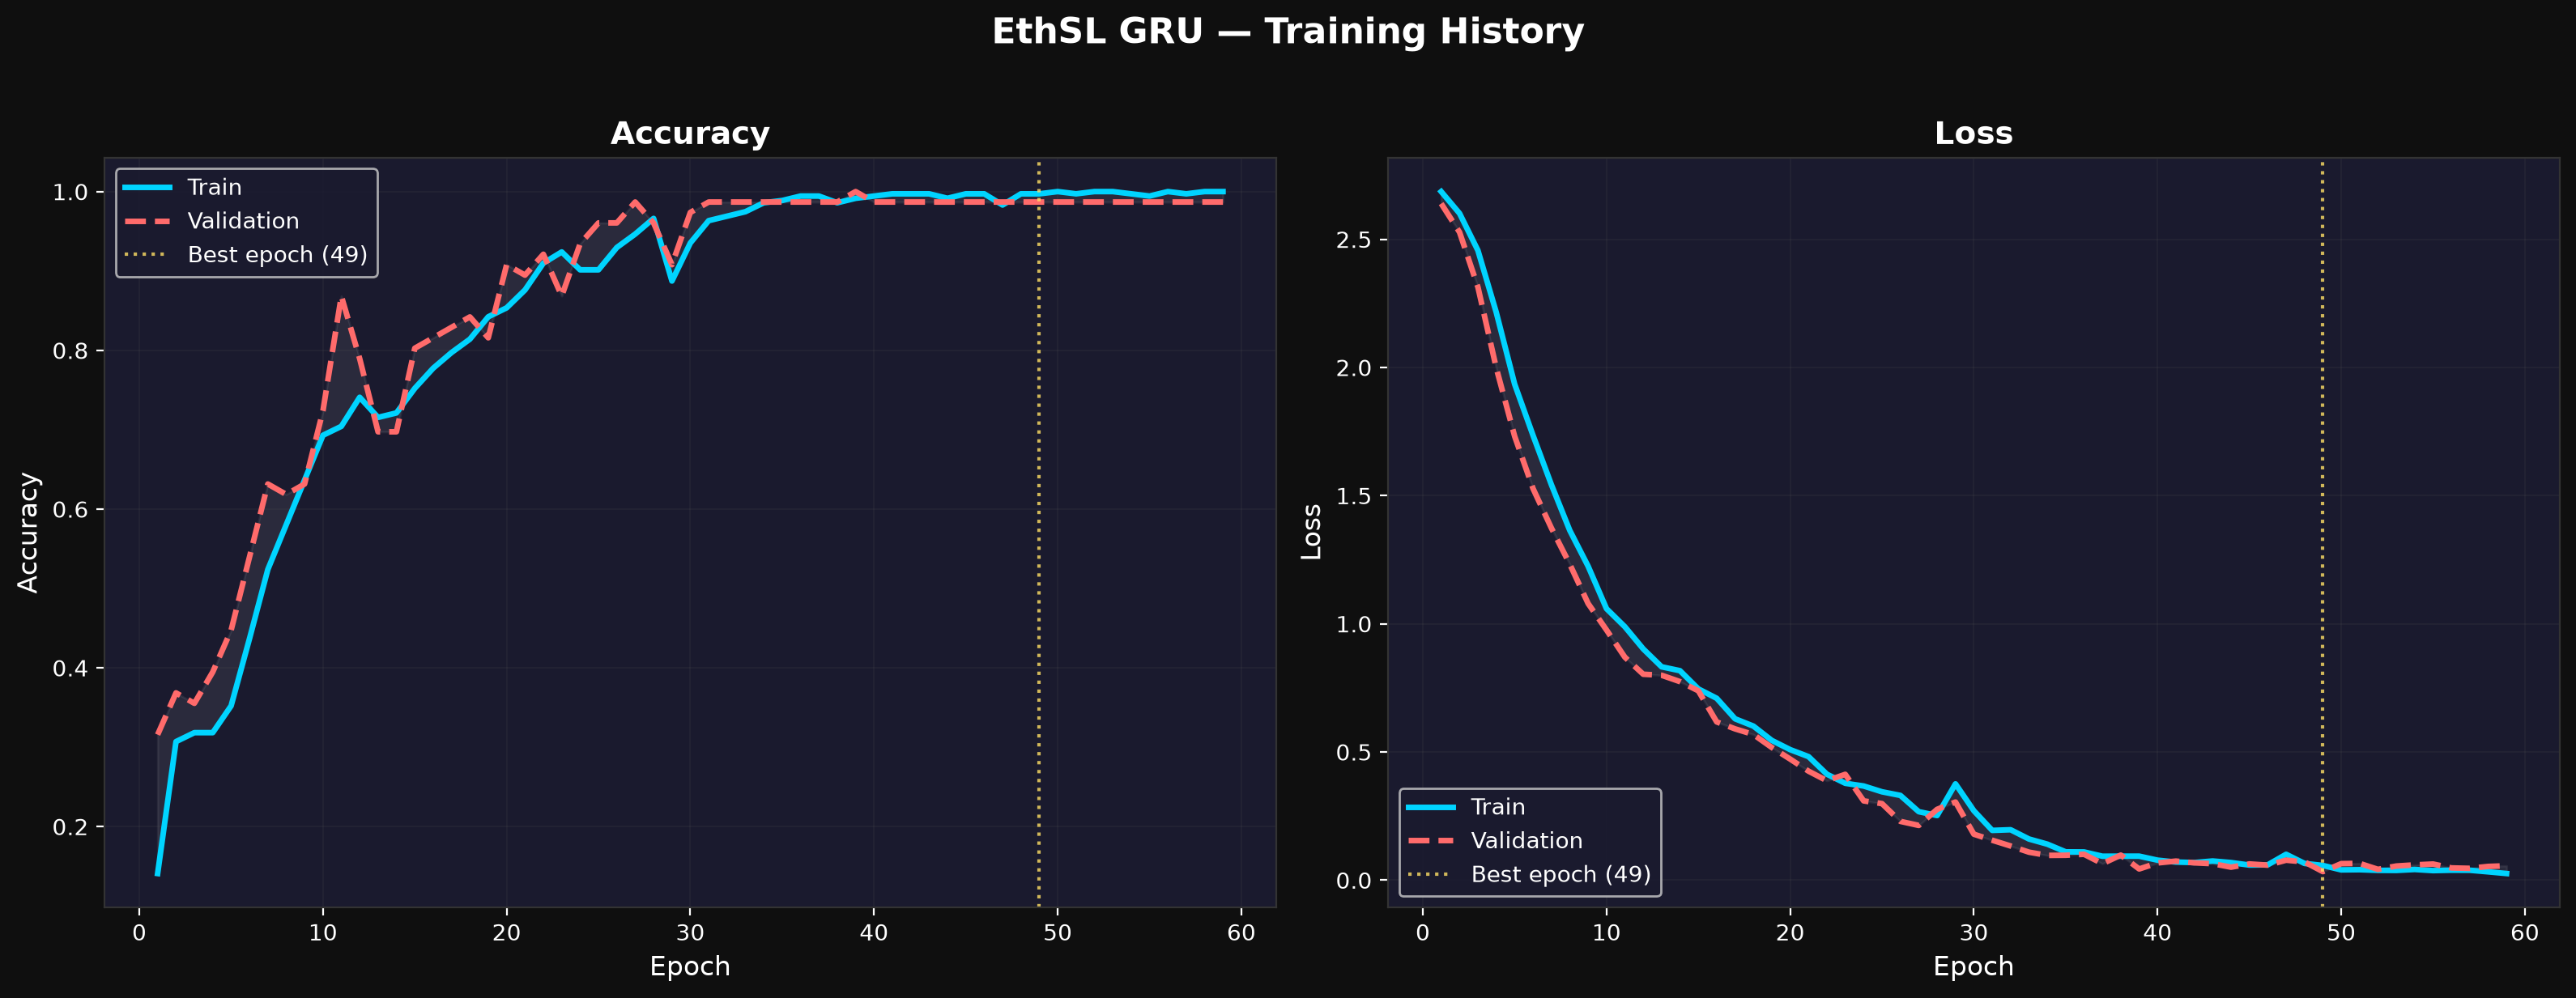 EthSL GRU — Training History
Accuracy
Train
Validation
Best epoch (49)
1.0
0.8
0.6
0.4
0.2
Accuracy
0 10 20 30 40 50 60
Epoch
Loss
2.5
2.0
1.5
1.0
0.5
0.0
Loss
Train
Validation
Best epoch (49)
0 10 20 30 40 50 60
Epoch